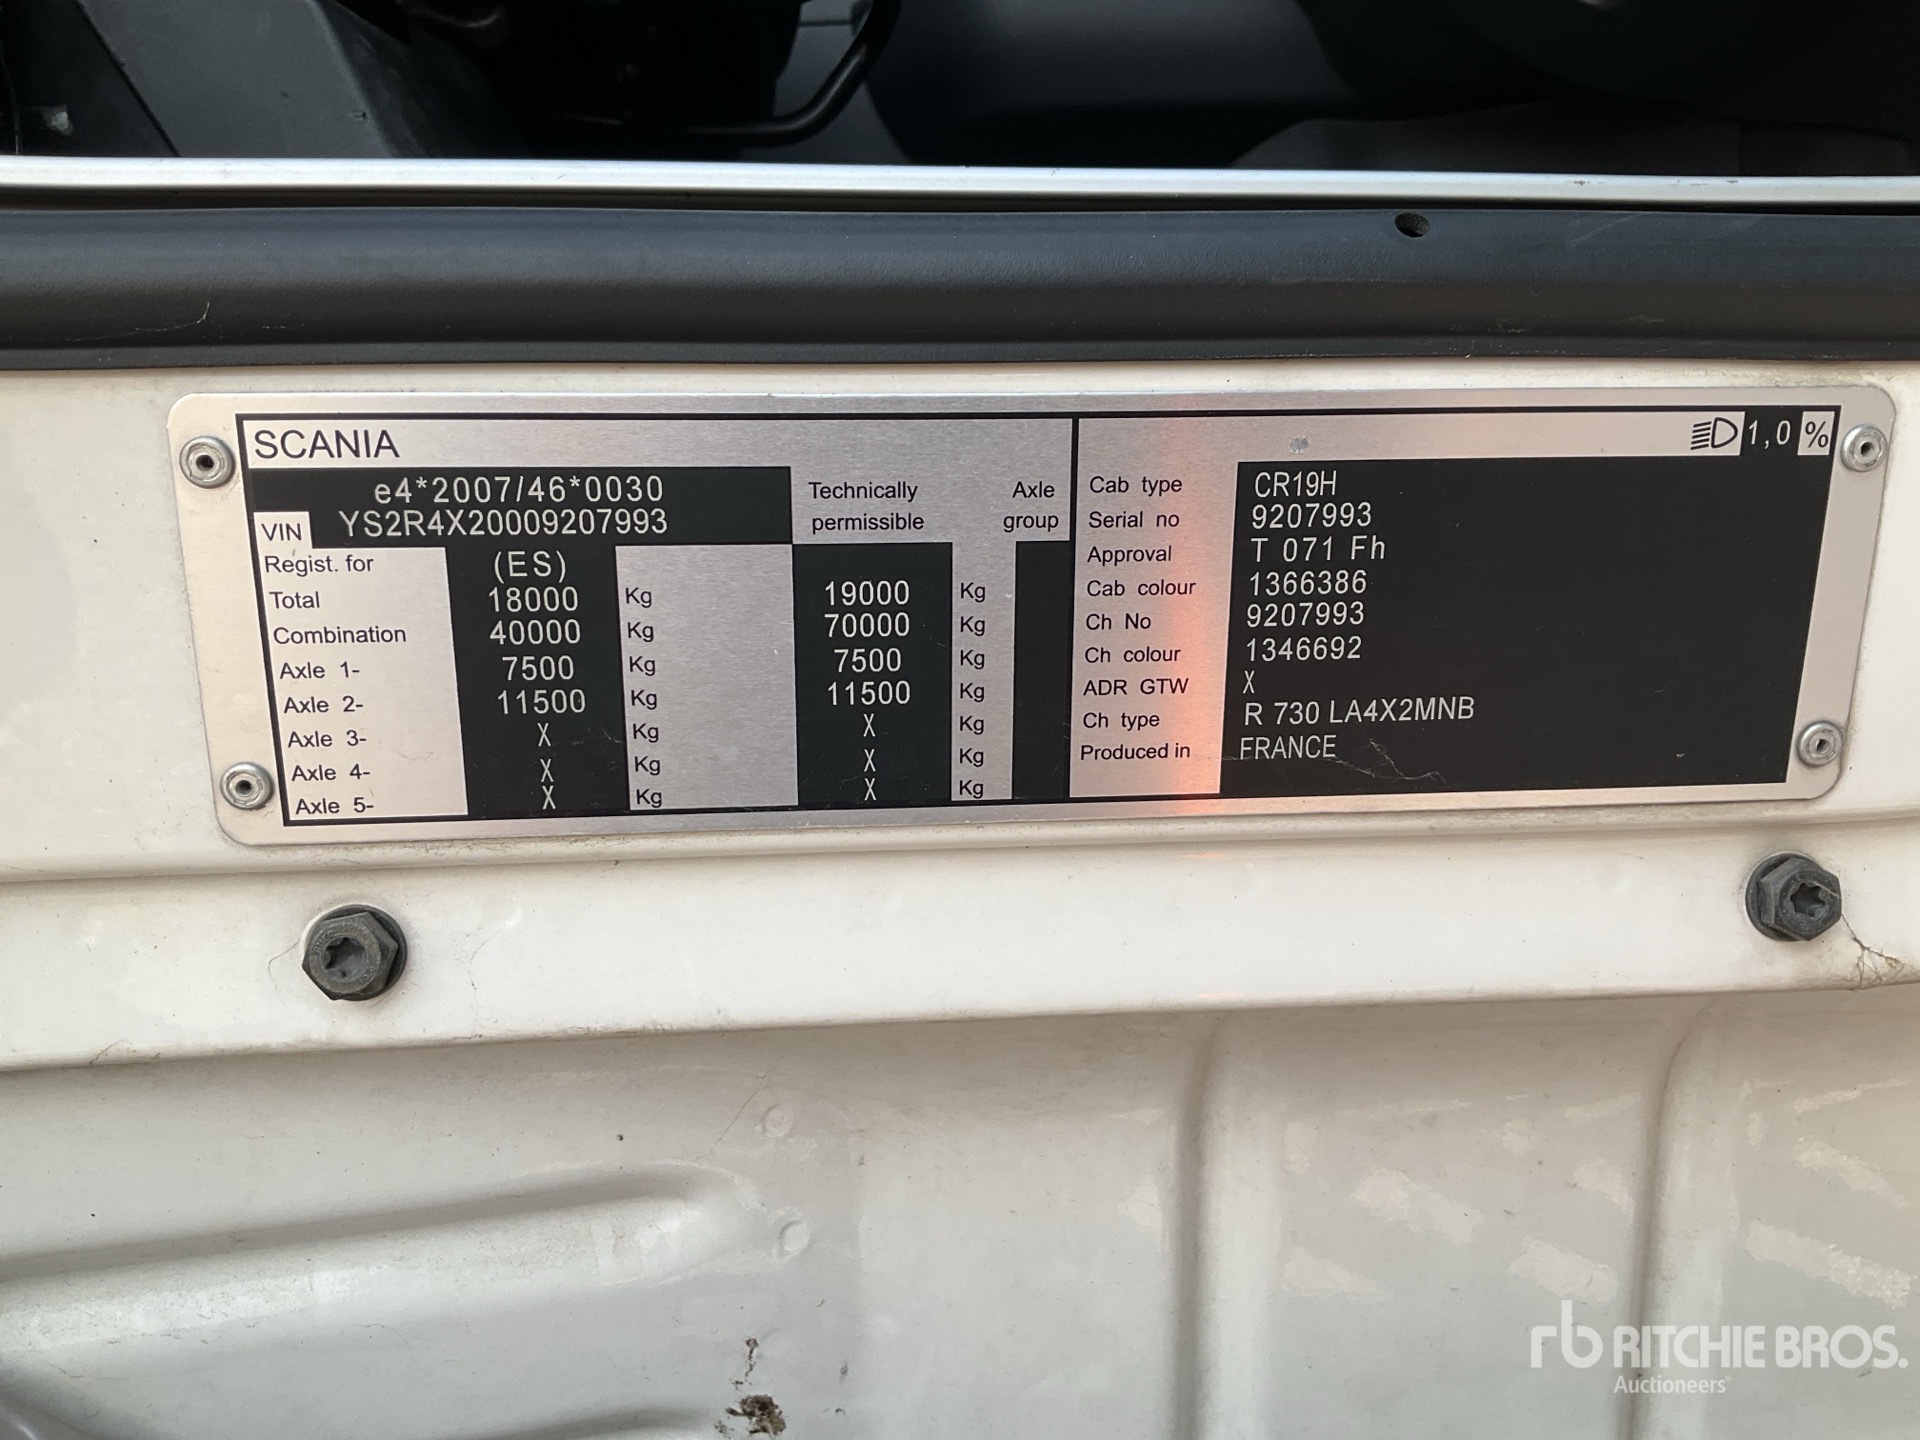 SCANIA
e4*2007/46*0030
VIN YS2R4X20009207993
Technically permissible
Axle group
Regist. for (ES)
Total 18000 Kg 19000 Kg
Combination 40000 Kg 70000 Kg
Axle 1- 7500 Kg 7500 Kg
Axle 2- 11500 Kg 11500 Kg
Axle 3- X Kg X Kg
Axle 4- X Kg X Kg
Axle 5- X Kg X Kg
1,0 %
Cab type CR19H
Serial no 9207993
Approval T 071 Fh
Cab colour 1366386
Ch No 9207993
Ch colour 1346692
ADR GTW X
Ch type R 730 LA4X2MNB
Produced in FRANCE
rb RITCHIE BROS.
Auctioneers